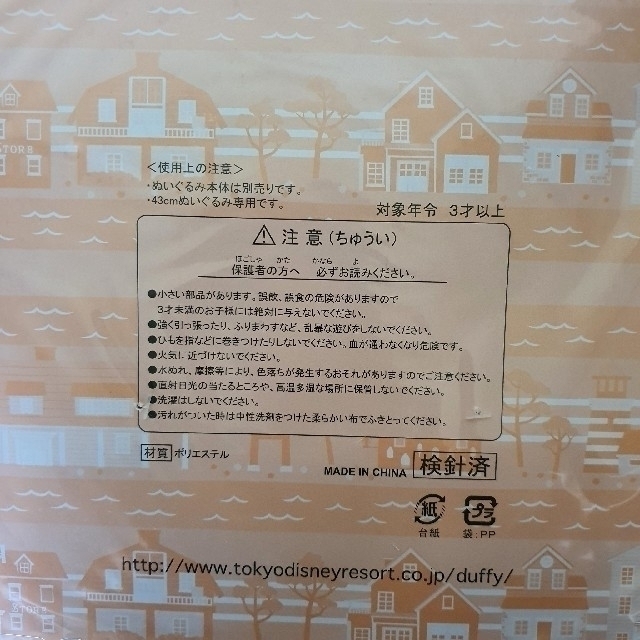 ＜使用上の注意＞
・ぬいぐるみ本体は別売りです。
・43cmぬいぐるみ専用です。
対象年令 3才以上
⚠ 注意(ちゅうい)
ほごしゃ かた かなら よ
保護者の方へ 必ずお読みください。
●小さい部品があります。誤飲、誤食の危険がありますので
3才未満のお子様には絶対に与えないでください。
●強く引っ張ったり、ふりまわすなど、乱暴な遊びをしないでください。
●ひもを指などに巻きつけたりしないでください。血が通わなくなり危険です。
●火気に近づけないでください。
●水ぬれ、摩擦等により、色落ちが発生するおそれがありますのでご注意ください。
●直射日光の当たるところや、高温多湿な場所に保管しないでください。
●洗濯はしないでください。
●汚れがついた時は中性洗剤をつけた柔らかい布でふきとってください。
材質 ポリエステル
MADE IN CHINA 検針済
紙 プラ
台紙 袋:PP
http://www.tokyodisneyresort.co.jp/duffy/